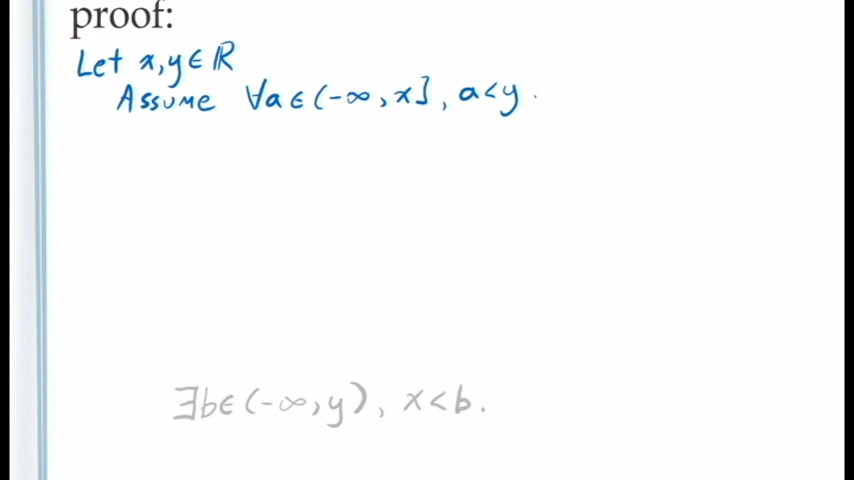 proof:
Let x,y∈ℝ
Assume ∀a∈(-∞,x], a<y.
∃b∈(-∞,y), x<b.